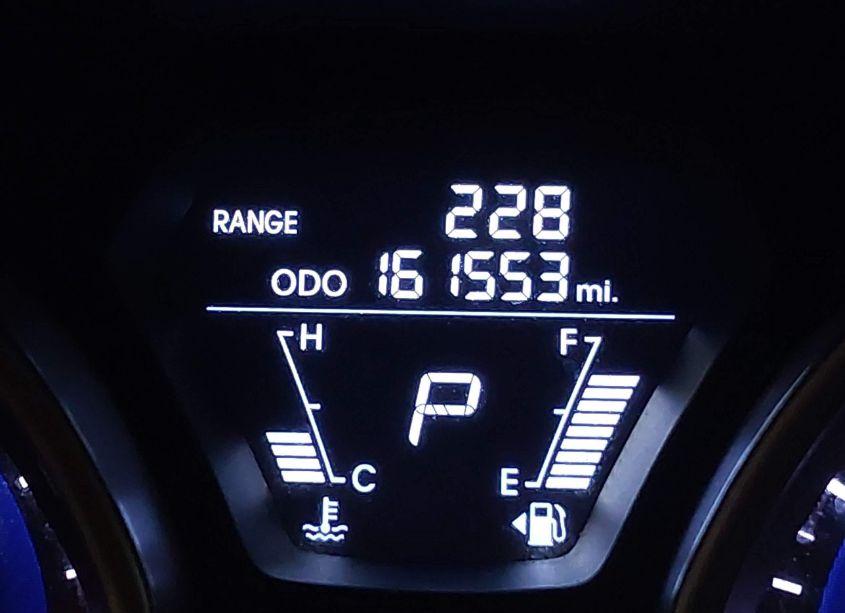 RANGE 228
ODO 161553 mi.
H F
P
C E